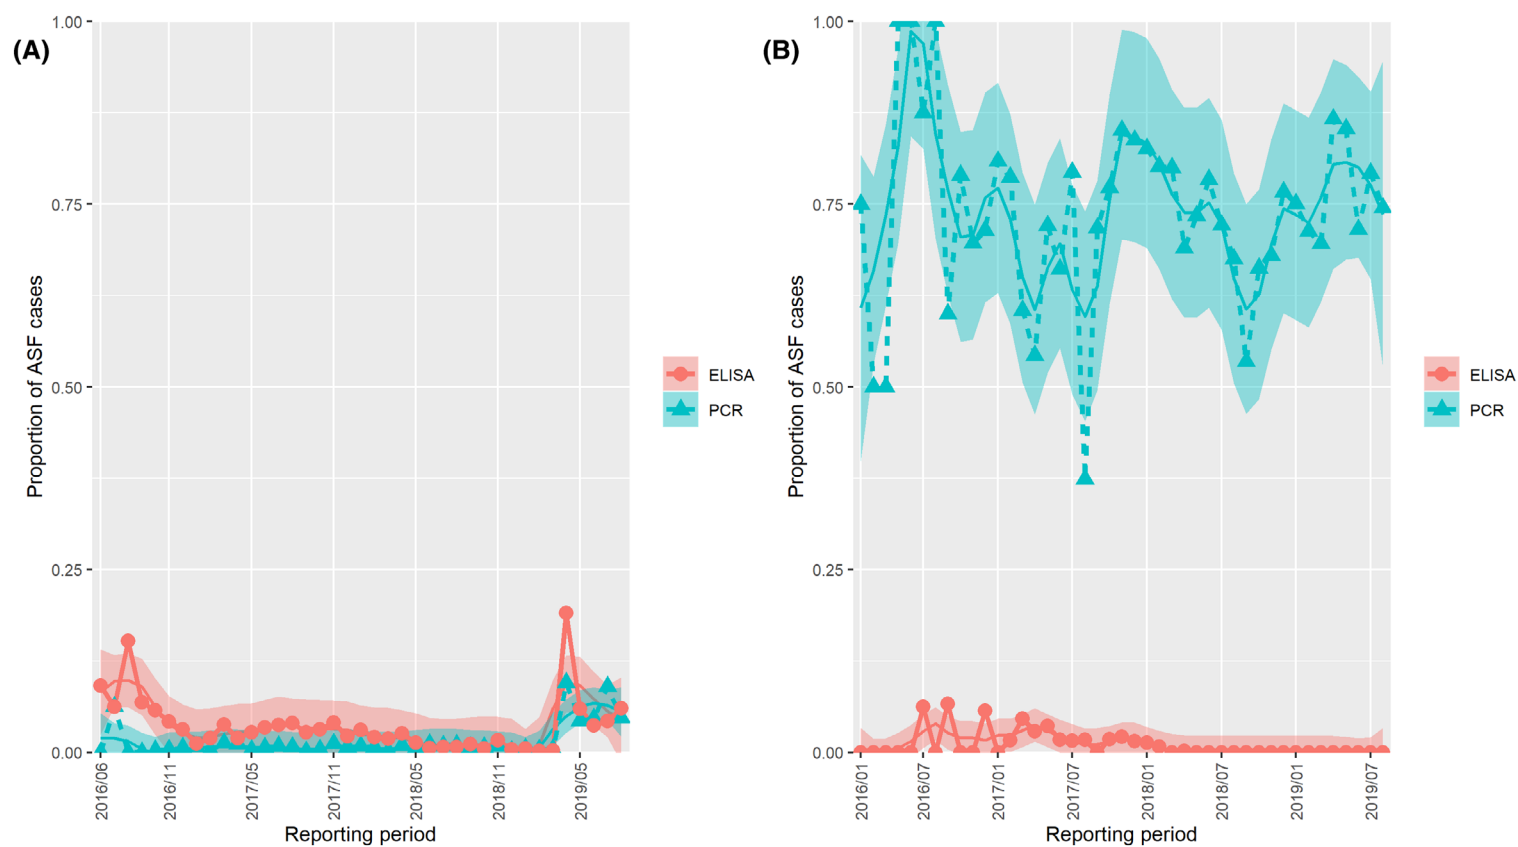 (A)
Proportion of ASF cases
1.00
0.75
0.50
0.25
0.00
2016/06
2016/11
2017/05
2017/11
2018/05
2018/11
2019/05
Reporting period
ELISA
PCR
(B)
Proportion of ASF cases
1.00
0.75
0.50
0.25
0.00
2016/01
2016/07
2017/01
2017/07
2018/01
2018/07
2019/01
2019/07
Reporting period
ELISA
PCR